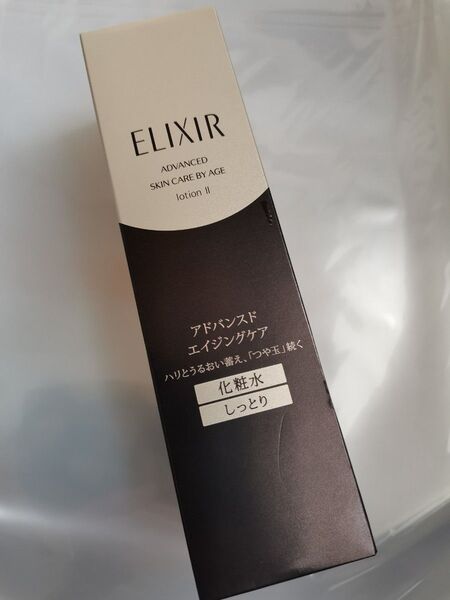 ELIXIR
ADVANCED
SKIN CARE BY AGE
lotion II
アドバンスド
エイジングケア
ハリとうるおい蓄え、「つや玉」続く
化粧水
しっとり